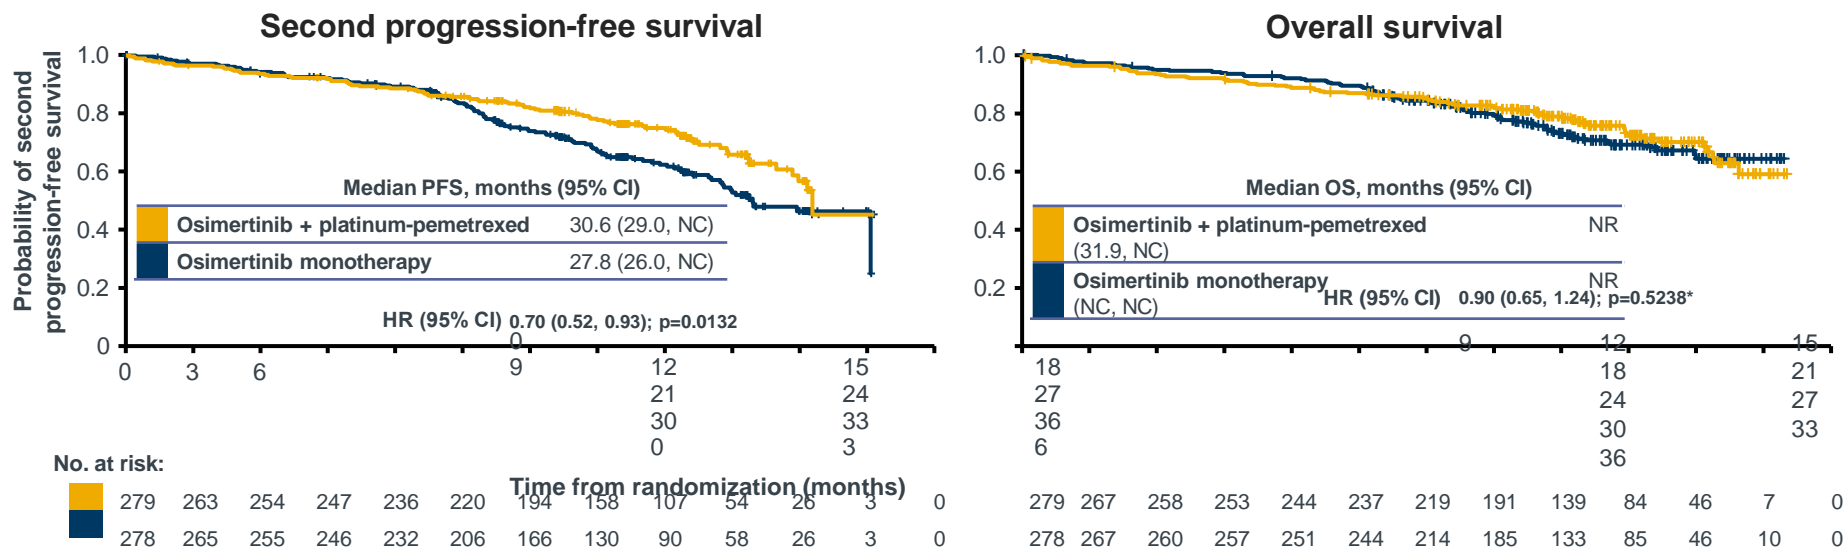 Second progression-free survival
Probability of second
progression-free survival
1.0
0.8
0.6
0.4
0.2
0
Median PFS, months (95% CI)
Osimertinib + platinum-pemetrexed 30.6 (29.0, NC)
Osimertinib monotherapy 27.8 (26.0, NC)
HR (95% CI) 0.70 (0.52, 0.93); p=0.0132
0
0 3 6 9 12 15
21 24
30 33
0 3
Overall survival
1.0
0.8
0.6
0.4
0.2
0
Median OS, months (95% CI)
Osimertinib + platinum-pemetrexed NR
(31.9, NC)
Osimertinib monotherapy NR
(NC, NC)
HR (95% CI) 0.90 (0.65, 1.24); p=0.5238*
9 12 15
18 18 21
27 24 27
36 30 33
6 36
No. at risk:
Time from randomization (months)
279 263 254 247 236 220 194 158 107 54 26 3 0
278 265 255 246 232 206 166 130 90 58 26 3 0
279 267 258 253 244 237 219 191 139 84 46 7 0
278 267 260 257 251 244 214 185 133 85 46 10 0